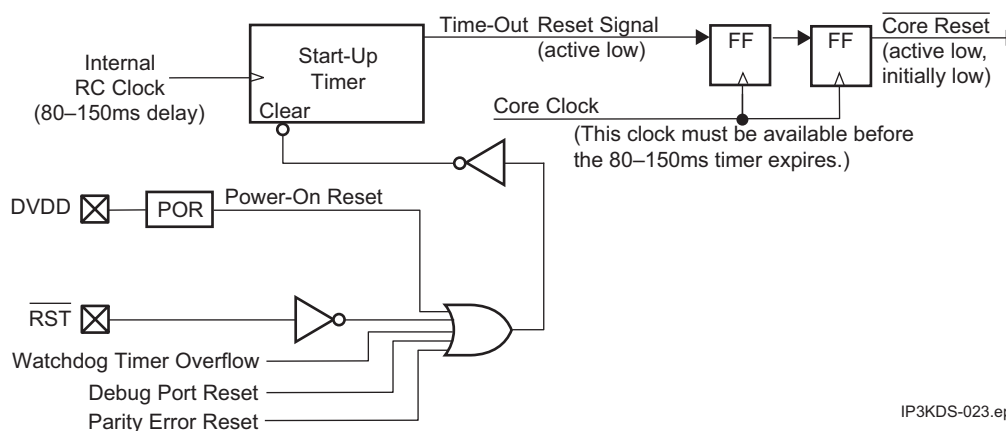 Time-Out Reset Signal
(active low)
FF
FF
Core Reset
(active low,
initially low)
Start-Up
Timer
Internal
RC Clock
(80–150ms delay)
Clear
Core Clock
(This clock must be available before
the 80–150ms timer expires.)
DVDD
POR
Power-On Reset
RST
Watchdog Timer Overflow
Debug Port Reset
Parity Error Reset
IP3KDS-023.ep